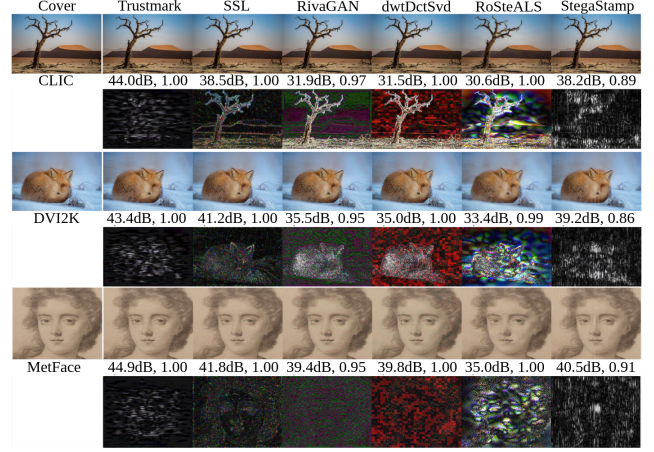 Cover Trustmark SSL RivaGAN dwtDctSvd RoSteALS StegaStamp
CLIC 44.0dB, 1.00 38.5dB, 1.00 31.9dB, 0.97 31.5dB, 1.00 30.6dB, 1.00 38.2dB, 0.89
DVI2K 43.4dB, 1.00 41.2dB, 1.00 35.5dB, 0.95 35.0dB, 1.00 33.4dB, 0.99 39.2dB, 0.86
MetFace 44.9dB, 1.00 41.8dB, 1.00 39.4dB, 0.95 39.8dB, 1.00 35.0dB, 1.00 40.5dB, 0.91